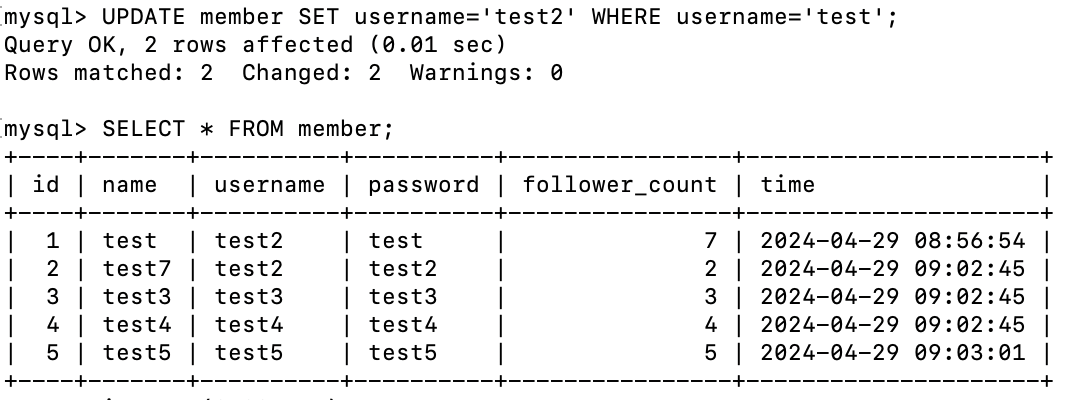 mysql> UPDATE member SET username='test2' WHERE username='test';
Query OK, 2 rows affected (0.01 sec)
Rows matched: 2  Changed: 2  Warnings: 0
mysql> SELECT * FROM member;
+----+-------+----------+----------+----------------+---------------------+
| id | name  | username | password | follower_count | time                |
+----+-------+----------+----------+----------------+---------------------+
|  1 | test  | test2    | test     |              7 | 2024-04-29 08:56:54 |
|  2 | test7 | test2    | test2    |              2 | 2024-04-29 09:02:45 |
|  3 | test3 | test3    | test3    |              3 | 2024-04-29 09:02:45 |
|  4 | test4 | test4    | test4    |              4 | 2024-04-29 09:02:45 |
|  5 | test5 | test5    | test5    |              5 | 2024-04-29 09:03:01 |
+----+-------+----------+----------+----------------+---------------------+